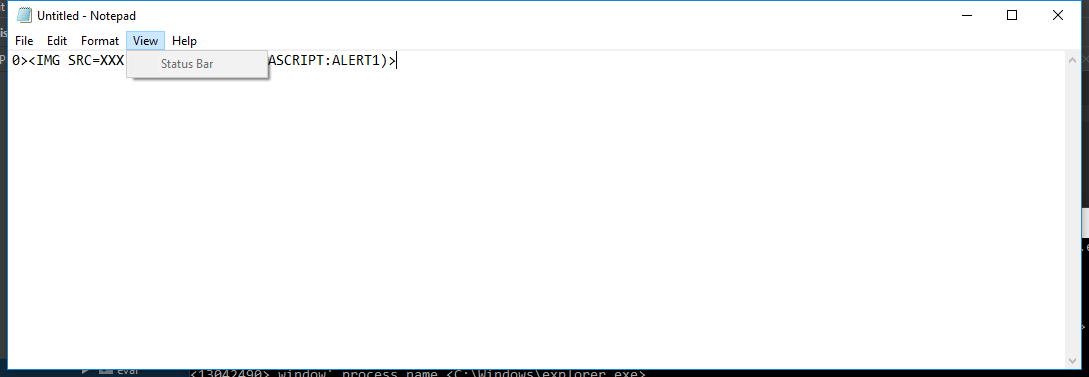 Untitled - Notepad
File Edit Format View Help
0><IMG SRC=XXX ASCRIPT:ALERT1)>
Status Bar
eval
<13042490> window' process name <C:\Windows\explorer.exe>